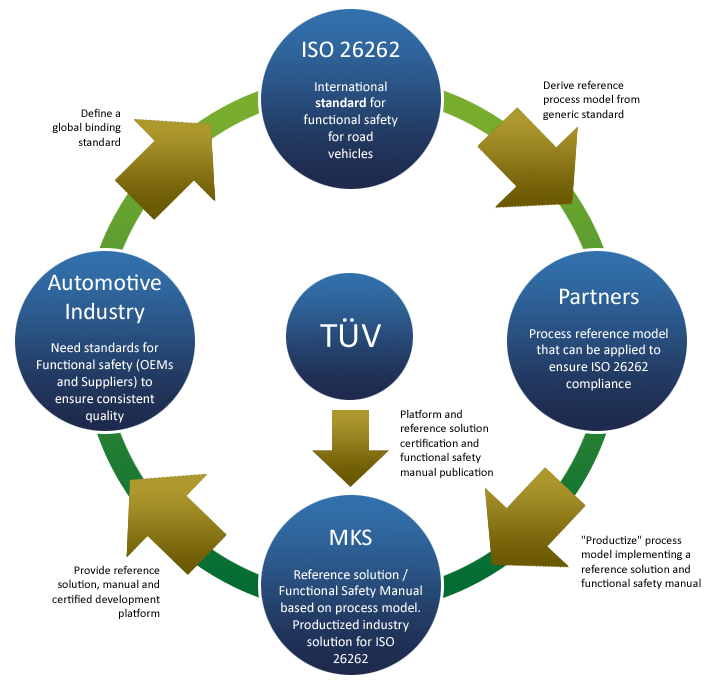 ISO 26262
International
standard for
functional safety
for road
vehicles
Derive reference
process model from
generic standard
Define a
global binding
standard
Automotive
Industry
Need standards for
Functional safety (OEMs
and Suppliers) to
ensure consistent
quality
TÜV
Partners
Process reference model
that can be applied to
ensure ISO 26262
compliance
Platform and
reference solution
certification and
functional safety
manual publication
MKS
Reference solution /
Functional Safety Manual
based on process model.
Productized industry
solution for ISO
26262
"Productize" process
model implementing a
reference solution and
functional safety manual
Provide reference
solution, manual and
certified development
platform